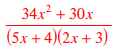 34x² + 30x
(5x + 4)(2x + 3)